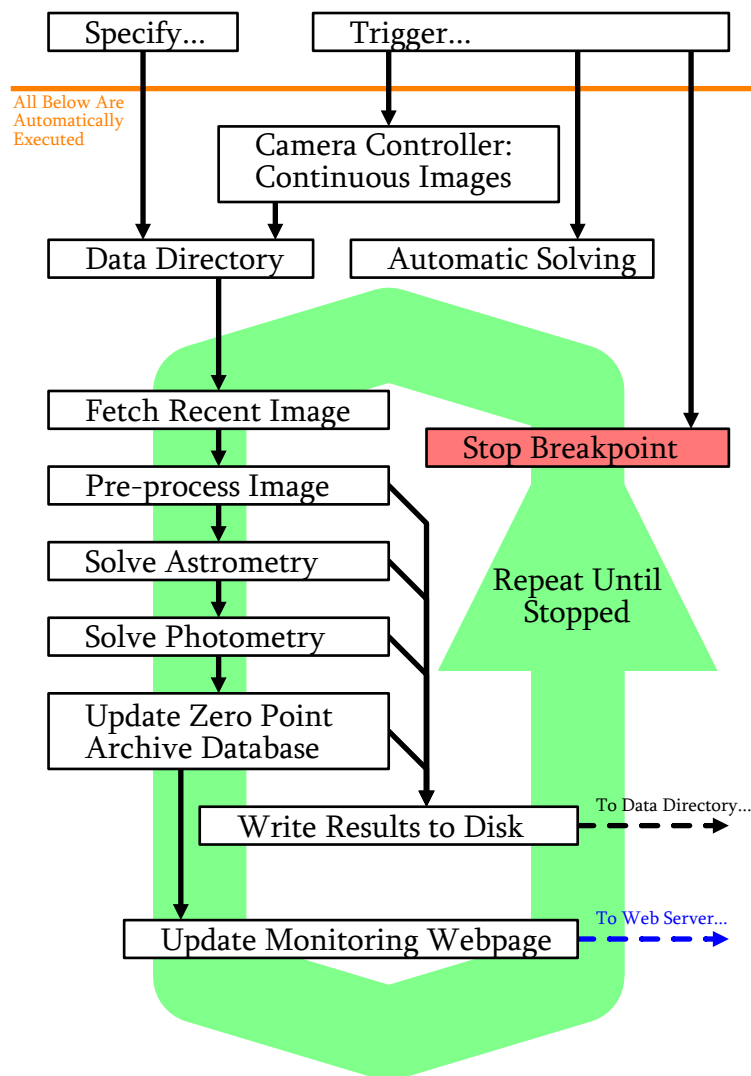 Specify...
Trigger...
All Below Are
Automatically
Executed
Camera Controller:
Continuous Images
Data Directory
Automatic Solving
Fetch Recent Image
Stop Breakpoint
Pre-process Image
Solve Astrometry
Repeat Until
Stopped
Solve Photometry
Update Zero Point
Archive Database
To Data Directory...
Write Results to Disk
To Web Server...
Update Monitoring Webpage